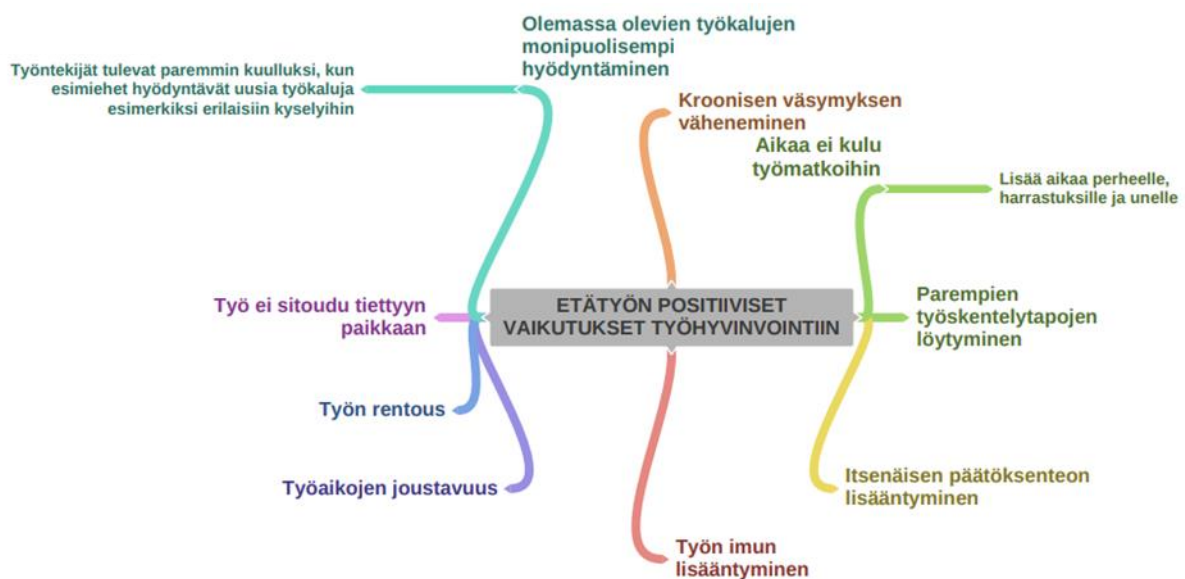 Olemassa olevien työkalujen
monipuolisempi
hyödyntäminen
Työntekijät tulevat paremmin kuulluksi, kun
esimiehet hyödyntävät uusia työkaluja
esimerkiksi erilaisiin kyselyihin
Kroonisen väsymyksen
väheneminen
Aikaa ei kulu
työmatkoihin
Lisää aikaa perheelle,
harrastuksille ja unelle
Työ ei sitoudu tiettyyn
paikkaan
ETÄTYÖN POSITIIVISET
VAIKUTUKSET TYÖHYVINVOINTIIN
Parempien
työskentelytapojen
löytyminen
Työn rentous
Työaikojen joustavuus
Itsenäisen päätöksenteon
lisääntyminen
Työn imun
lisääntyminen